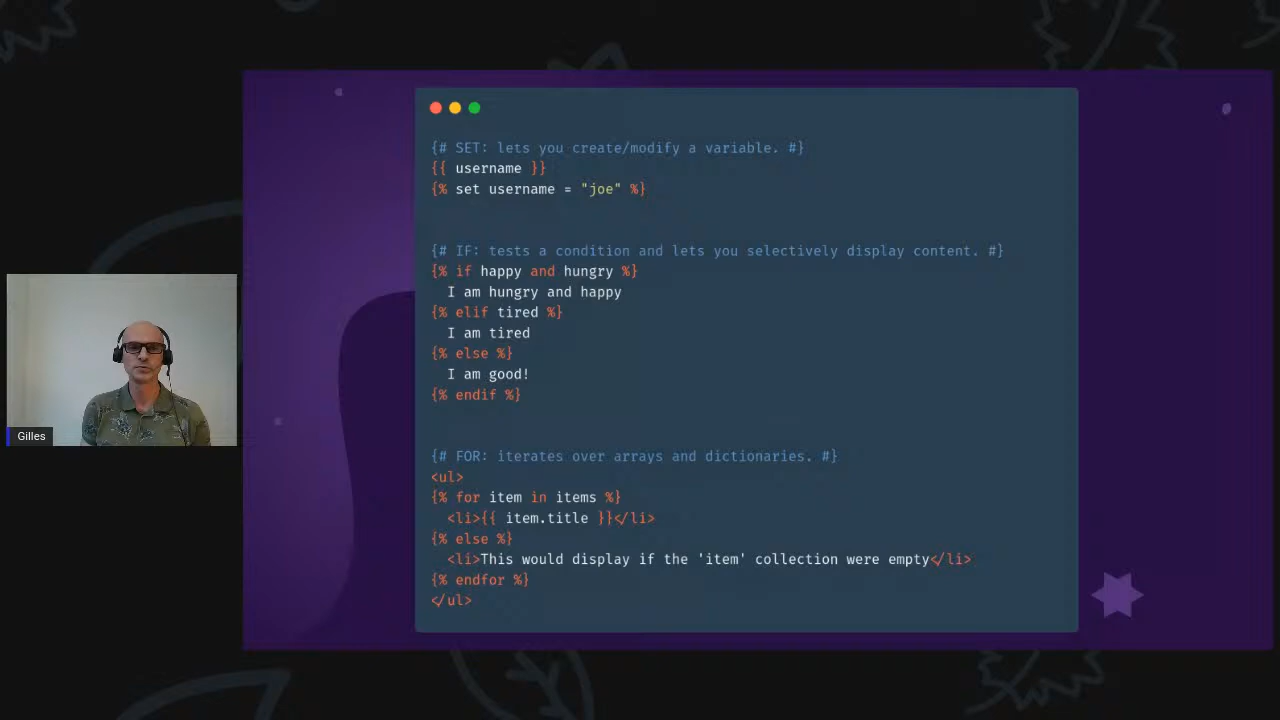 {# SET: lets you create/modify a variable. #}
{{ username }}
{% set username = "joe" %}
{# IF: tests a condition and lets you selectively display content. #}
{% if happy and hungry %}
I am hungry and happy
{% elif tired %}
I am tired
{% else %}
I am good!
{% endif %}
{# FOR: iterates over arrays and dictionaries. #}
<ul>
{% for item in items %}
<li>{{ item.title }}</li>
{% else %}
<li>This would display if the 'item' collection were empty</li>
{% endfor %}
</ul>
Gilles